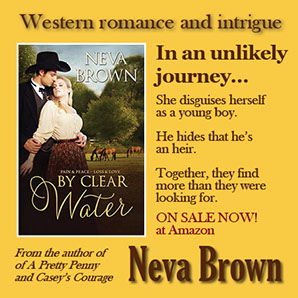 Western romance and intrigue
NEVA
BROWN
PAIN & PEACE - LOSS & LOVE
BY CLEAR
Water
In an unlikely
journey...
She disguises herself
as a young boy.
He hides that he's
an heir.
Together, they find
more than they were
looking for.
ON SALE NOW!
at Amazon
From the author of
of A Pretty Penny
and Casey's Courage
Neva Brown